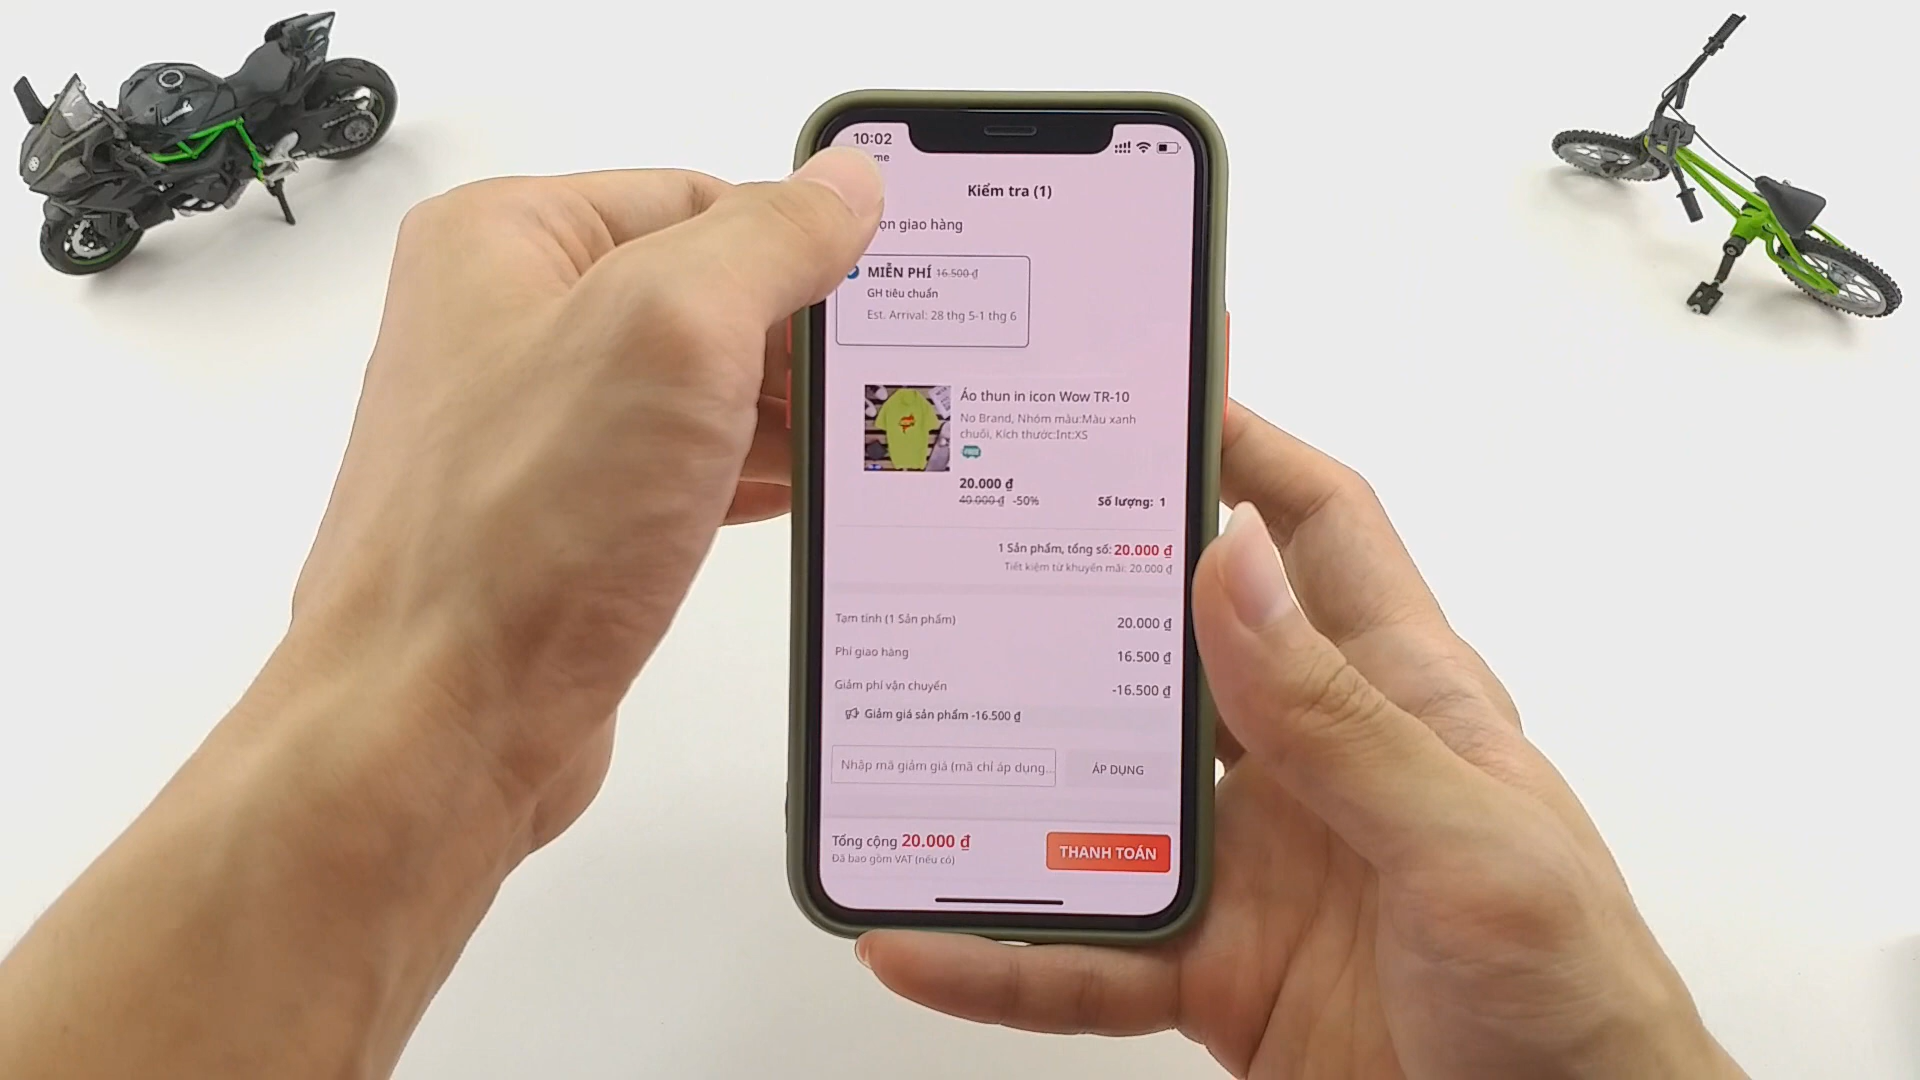 10:02
me
Kiểm tra (1)
ọn giao hàng
MIỄN PHÍ 16.500 ₫
GH tiêu chuẩn
Est. Arrival: 28 thg 5-1 thg 6
Áo thun in icon Wow TR-10
No Brand, Nhóm màu:Màu xanh
chuối, Kích thước:Int:XS
20.000 ₫
40.000 ₫ -50%
Số lượng: 1
1 Sản phẩm, tổng số: 20.000 ₫
Tiết kiệm từ khuyến mãi: 20.000 ₫
Tạm tính (1 Sản phẩm) 20.000 ₫
Phí giao hàng 16.500 ₫
Giảm phí vận chuyển -16.500 ₫
Giảm giá sản phẩm -16.500 ₫
Nhập mã giảm giá (mã chỉ áp dụng...
ÁP DỤNG
Tổng cộng 20.000 ₫
Đã bao gồm VAT (nếu có)
THANH TOÁN